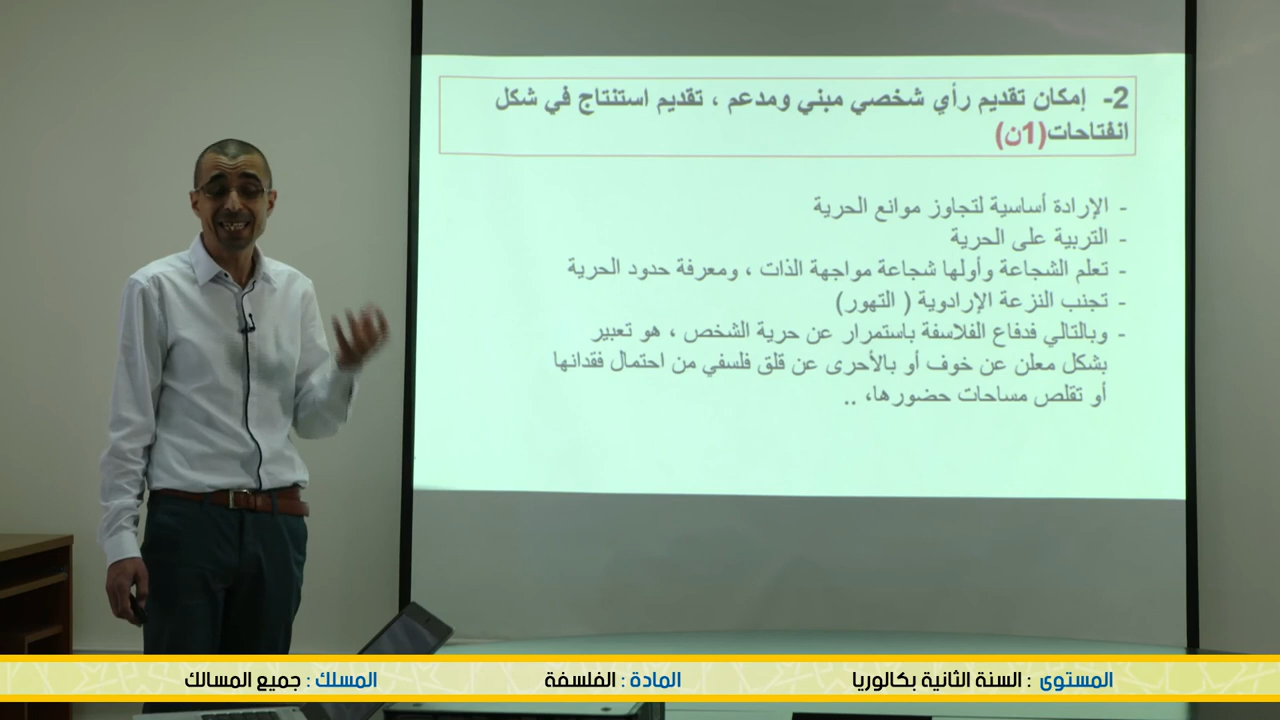 2- إمكان تقديم رأي شخصي مبني ومدعم ، تقديم استنتاج في شكل
انفتاحات(1ن)
- الإرادة أساسية لتجاوز موانع الحرية
- التربية على الحرية
- تعلم الشجاعة وأولها شجاعة مواجهة الذات ، ومعرفة حدود الحرية
- تجنب النزعة الإرادوية ( التهور)
- وبالتالي فدفاع الفلاسفة باستمرار عن حرية الشخص ، هو تعبير
بشكل معلن عن خوف أو بالأحرى عن قلق فلسفي من احتمال فقدانها
أو تقلص مساحات حضورها، ..
المستوى : السنة الثانية بكالوريا المادة : الفلسفة المسلك : جميع المسالك